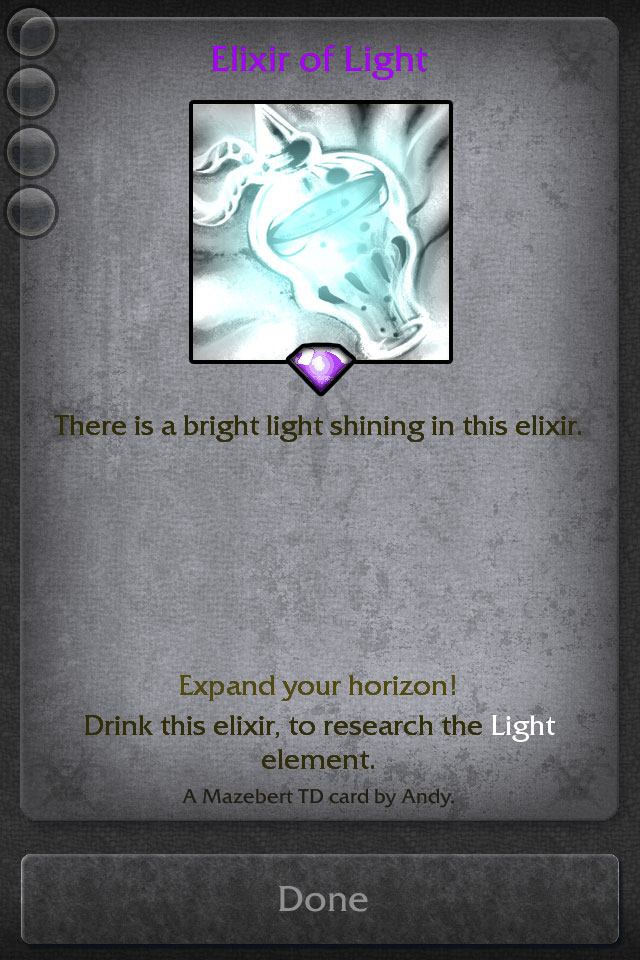 Elixir of Light
There is a bright light shining in this elixir.
Expand your horizon!
Drink this elixir, to research the Light
element.
A Mazebert TD card by Andy.
Done